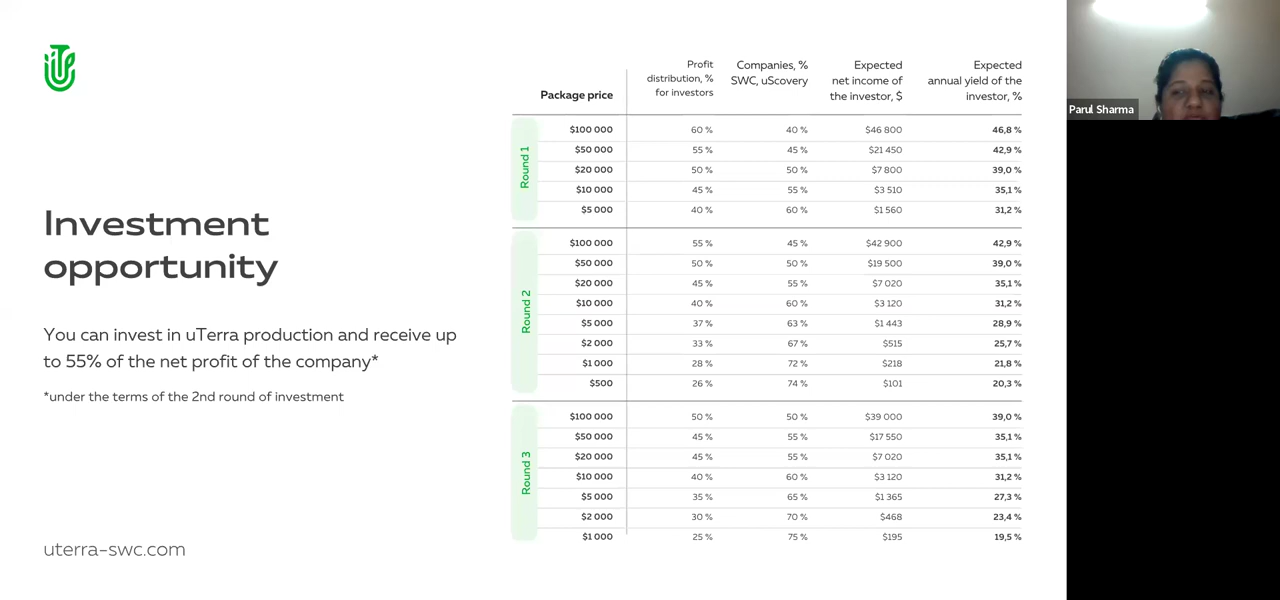 Investment
opportunity
You can invest in uTerra production and receive up
to 55% of the net profit of the company*
*under the terms of the 2nd round of investment
uterra-swc.com
Package price
Profit
distribution, %
for investors
Companies, %
SWC, uScovery
Expected
net income of
the investor, $
Expected
annual yield of the
investor, %
Round 1
$100 000 60 % 40 % $46 800 46,8 %
$50 000 55 % 45 % $21 450 42,9 %
$20 000 50 % 50 % $7 800 39,0 %
$10 000 45 % 55 % $3 510 35,1 %
$5 000 40 % 60 % $1 560 31,2 %
Round 2
$100 000 55 % 45 % $42 900 42,9 %
$50 000 50 % 50 % $19 500 39,0 %
$20 000 45 % 55 % $7 020 35,1 %
$10 000 40 % 60 % $3 120 31,2 %
$5 000 37 % 63 % $1 443 28,9 %
$2 000 33 % 67 % $515 25,7 %
$1 000 28 % 72 % $218 21,8 %
$500 26 % 74 % $101 20,3 %
Round 3
$100 000 50 % 50 % $39 000 39,0 %
$50 000 45 % 55 % $17 550 35,1 %
$20 000 45 % 55 % $7 020 35,1 %
$10 000 40 % 60 % $3 120 31,2 %
$5 000 35 % 65 % $1 365 27,3 %
$2 000 30 % 70 % $468 23,4 %
$1 000 25 % 75 % $195 19,5 %
Parul Sharma